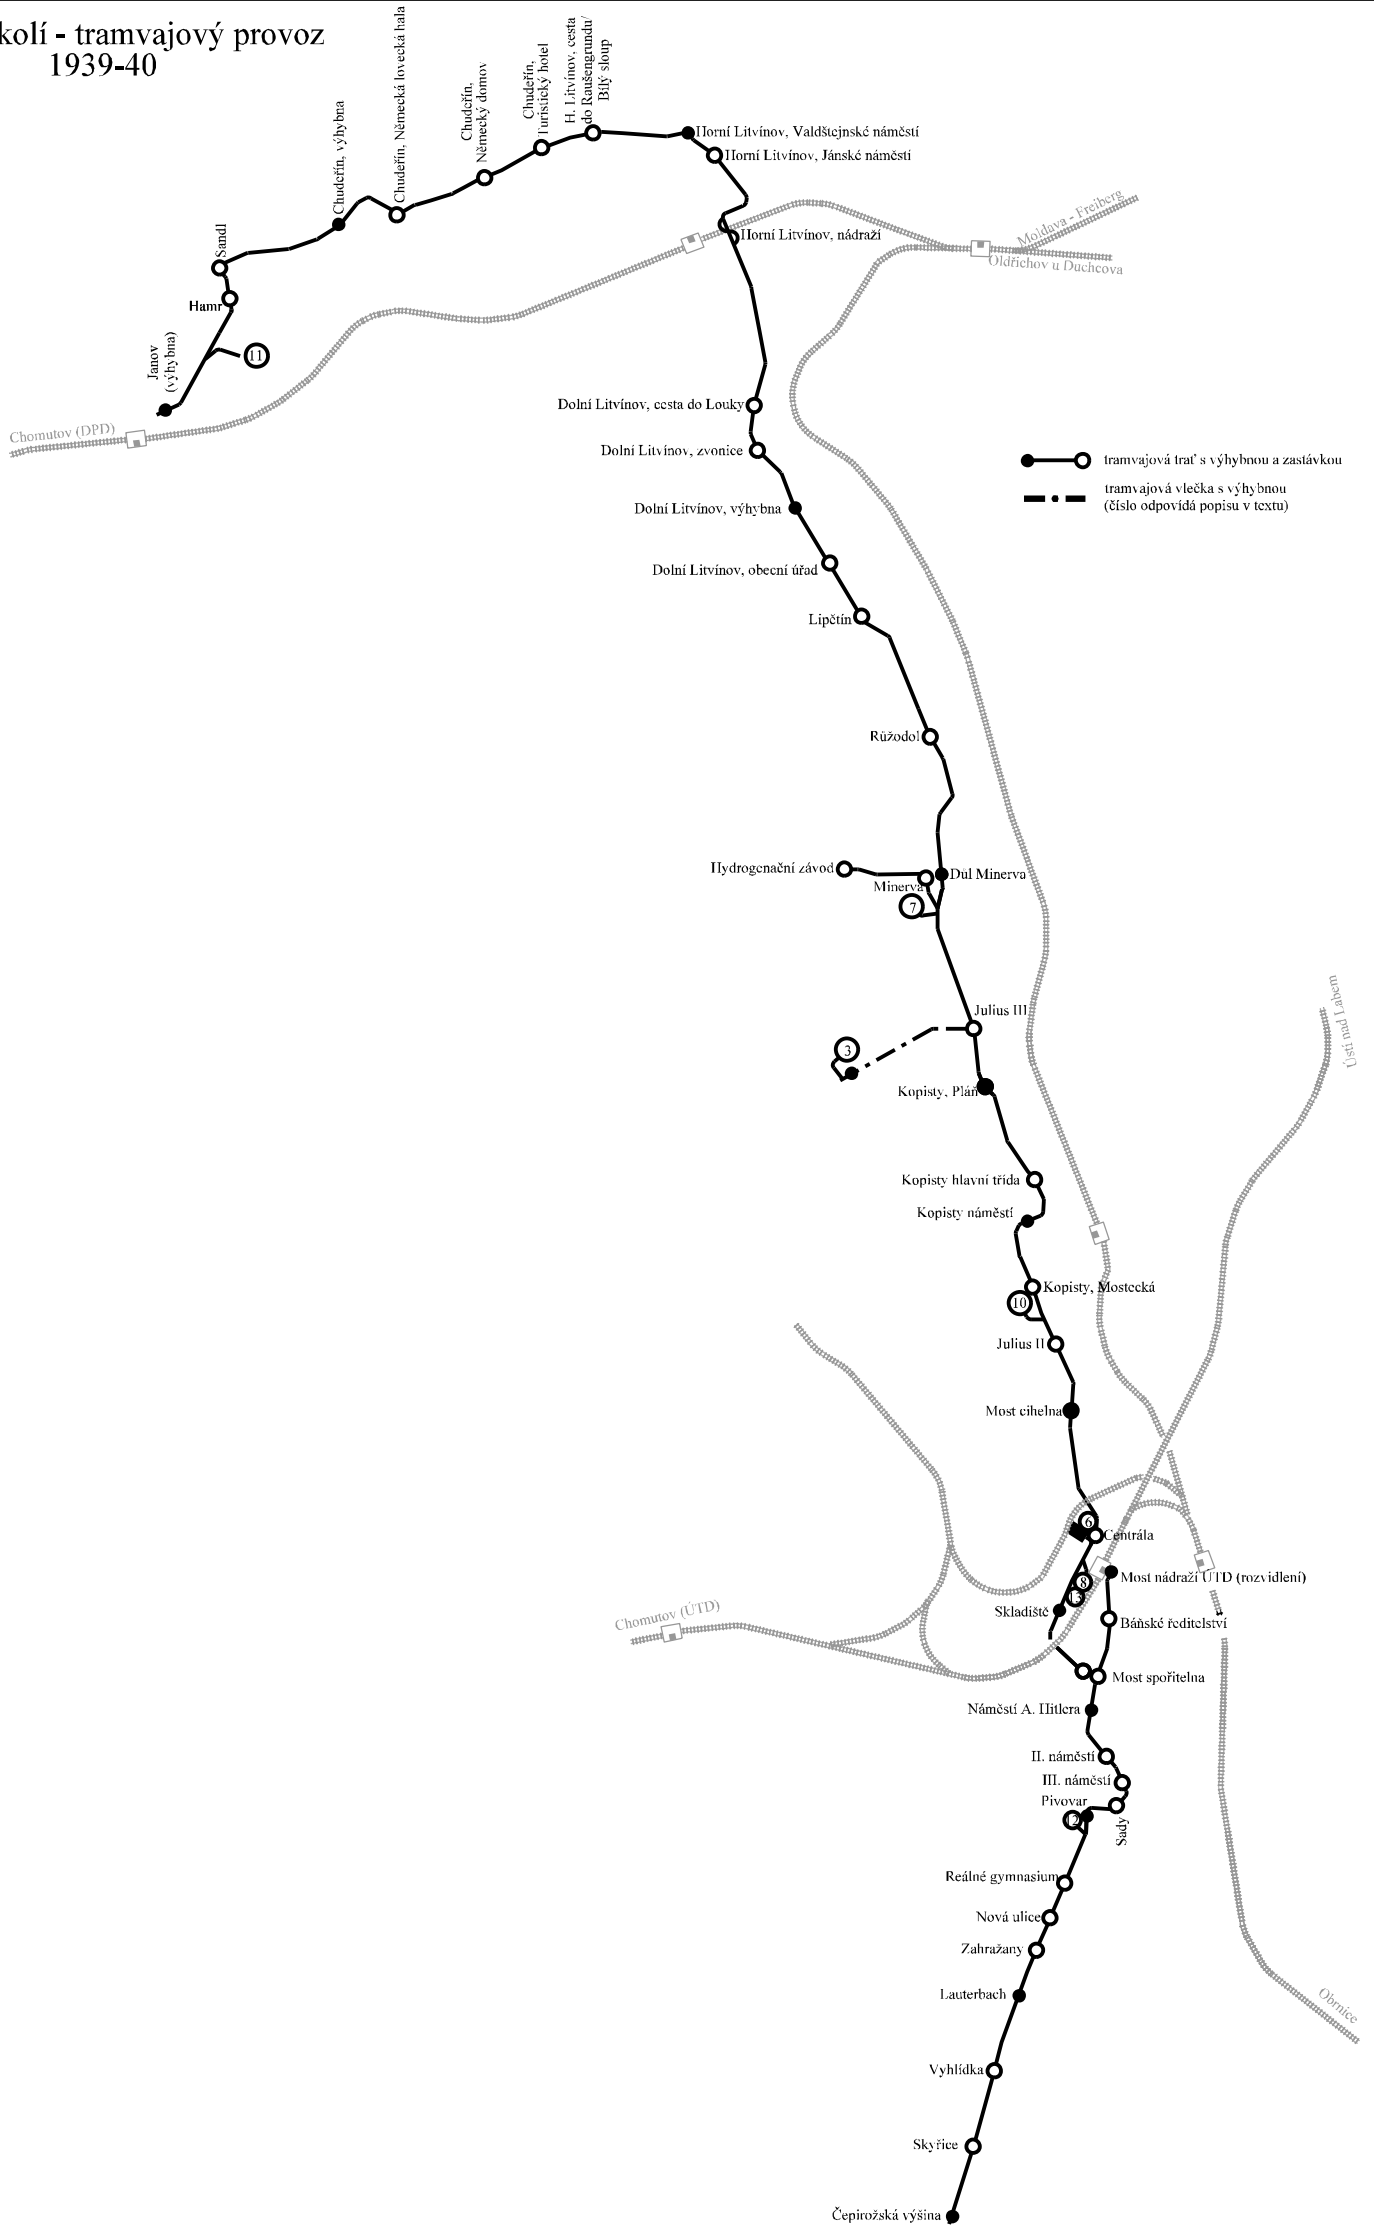 kolí - tramvajový provoz
1939-40
Chudeřín, výhybna
Chudeřín, Německá lovecká hala
Chudeřín,
Německý domov
Chudeřín,
Turistický hotel
H. Litvínov, cesta
do Raušengrundu/
Bílý sloup
Horní Litvínov, Valdštejnské náměstí
Horní Litvínov, Jánské náměstí
Horní Litvínov, nádraží
Moldava - Freiberg
Oldřichov u Duchcova
Sandl
Hamr
Janov
(výhybna)
11
Chomutov (DPD)
Dolní Litvínov, cesta do Louky
Dolní Litvínov, zvonice
Dolní Litvínov, výhybna
Dolní Litvínov, obecní úřad
Lipětín
tramvajová trať s výhybnou a zastávkou
tramvajová vlečka s výhybnou
(číslo odpovídá popisu v textu)
Růžodol
Hydrogenační závod
Minerva
Důl Minerva
7
Julius III
3
Kopisty, Pláň
Ústí nad Labem
Kopisty hlavní třída
Kopisty náměstí
Kopisty, Mostecká
10
Julius II
Most cihelna
6
Centrála
Most nádraží ÚTD (rozvidlení)
8
13
Skladiště
Báňské ředitelství
Chomutov (ÚTD)
Most spořitelna
Náměstí A. Hitlera
II. náměstí
III. náměstí
Pivovar
12
Sady
Reálné gymnasium
Nová ulice
Zahražany
Lauterbach
Obrnice
Vyhlídka
Skyřice
Čepirožská výšina